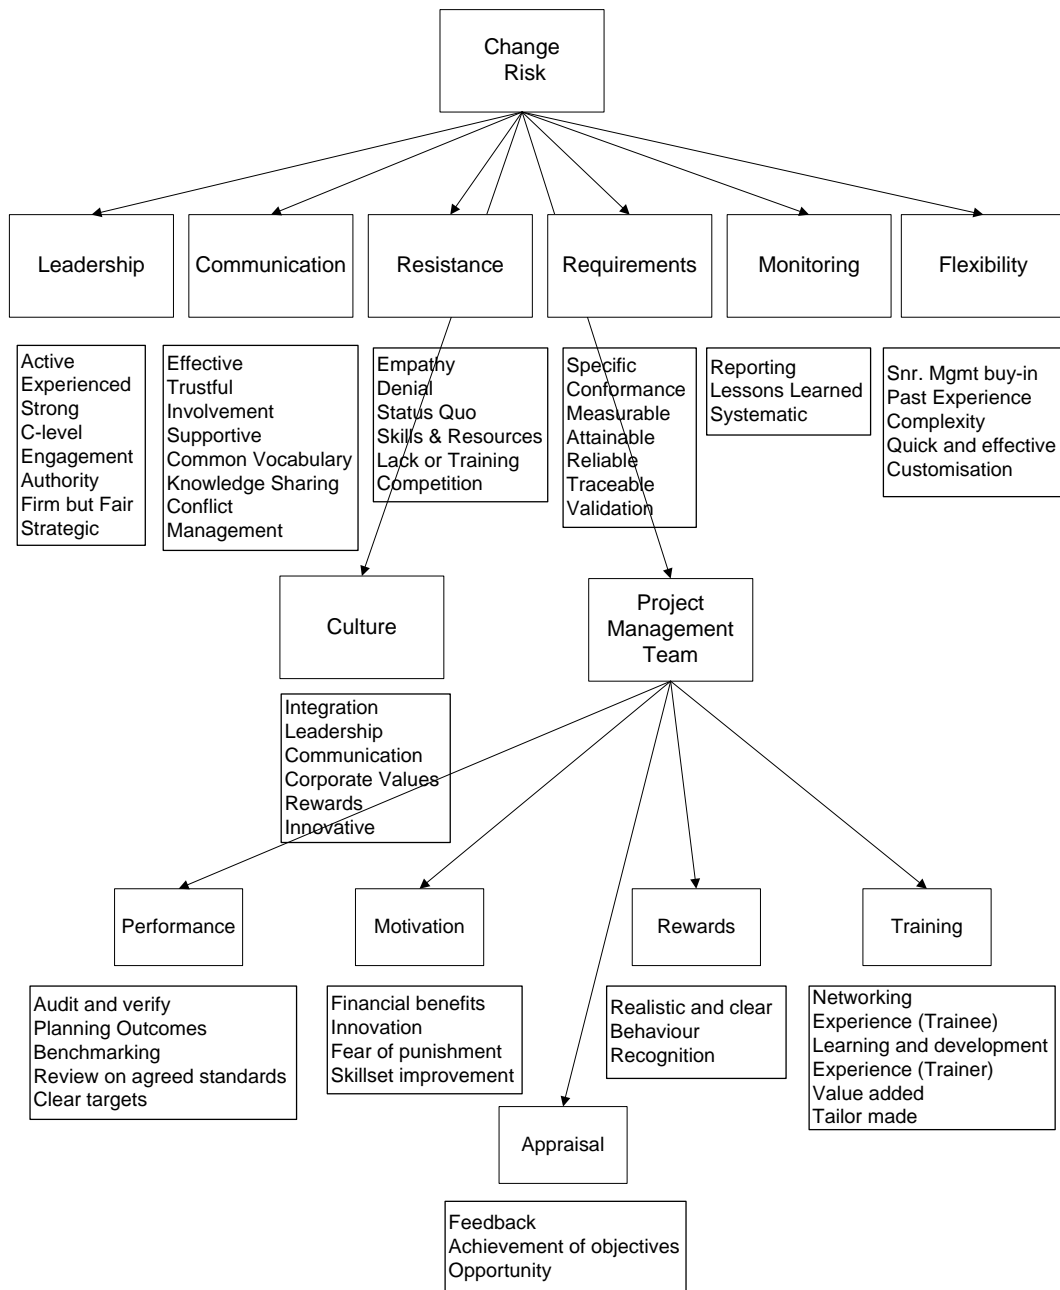 Change
Risk
Leadership
Communication
Resistance
Requirements
Monitoring
Flexibility
Active
Experienced
Strong
C-level
Engagement
Authority
Firm but Fair
Strategic
Effective
Trustful
Involvement
Supportive
Common Vocabulary
Knowledge Sharing
Conflict
Management
Empathy
Denial
Status Quo
Skills & Resources
Lack or Training
Competition
Specific
Conformance
Measurable
Attainable
Reliable
Traceable
Validation
Reporting
Lessons Learned
Systematic
Snr. Mgmt buy-in
Past Experience
Complexity
Quick and effective
Customisation
Culture
Project
Management
Team
Integration
Leadership
Communication
Corporate Values
Rewards
Innovative
Performance
Motivation
Rewards
Training
Audit and verify
Planning Outcomes
Benchmarking
Review on agreed standards
Clear targets
Financial benefits
Innovation
Fear of punishment
Skillset improvement
Realistic and clear
Behaviour
Recognition
Networking
Experience (Trainee)
Learning and development
Experience (Trainer)
Value added
Tailor made
Appraisal
Feedback
Achievement of objectives
Opportunity